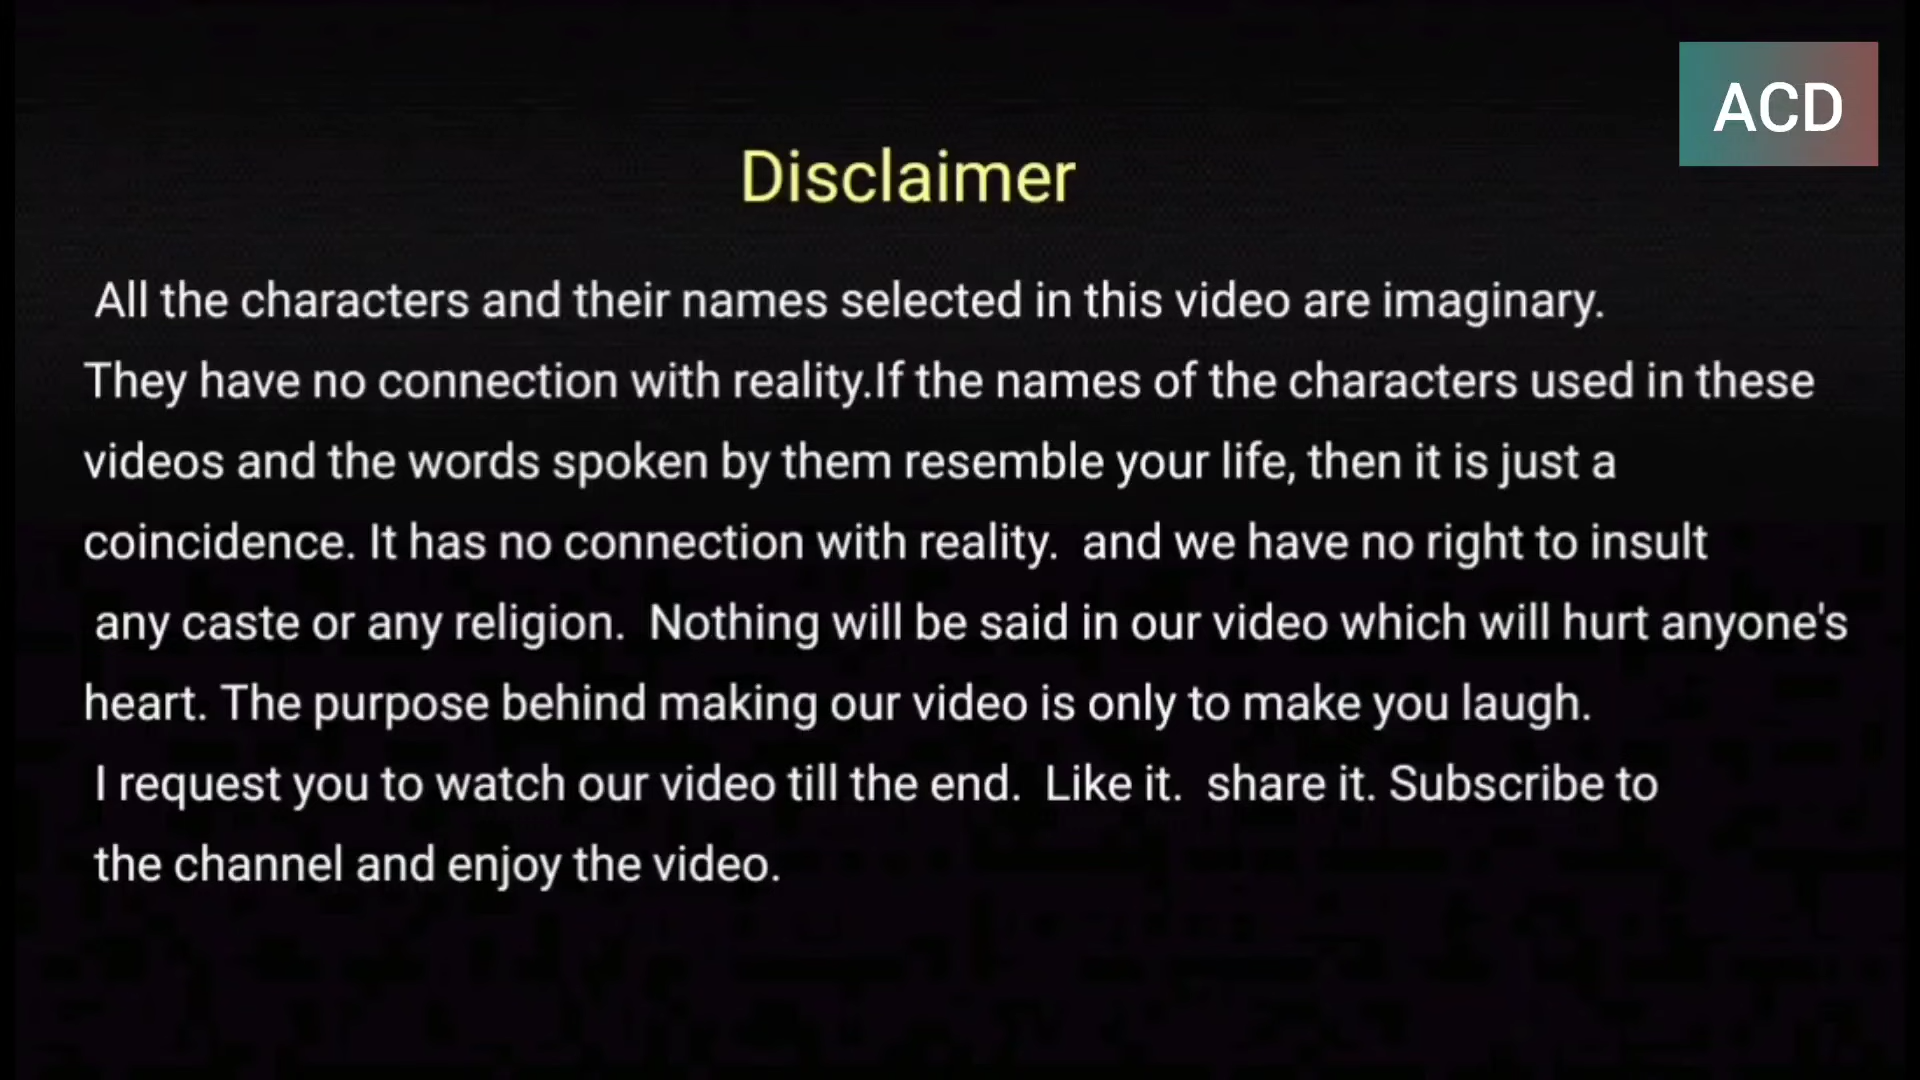 ACD
Disclaimer
All the characters and their names selected in this video are imaginary.
They have no connection with reality.If the names of the characters used in these
videos and the words spoken by them resemble your life, then it is just a
coincidence. It has no connection with reality.  and we have no right to insult
any caste or any religion.  Nothing will be said in our video which will hurt anyone's
heart. The purpose behind making our video is only to make you laugh.
I request you to watch our video till the end.  Like it.  share it. Subscribe to
the channel and enjoy the video.